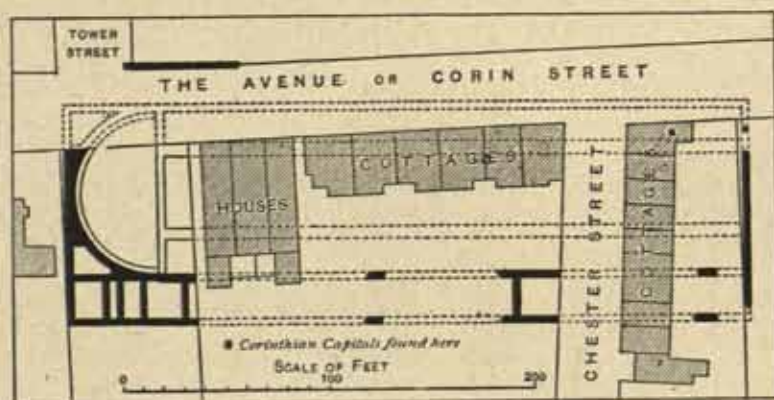 TOWER
STREET
THE AVENUE OR CORIN STREET
COTTAGES
HOUSES
CHESTER STREET
COTTAGES
Corinthian Capitals found here
SCALE OF FEET
0 100 200